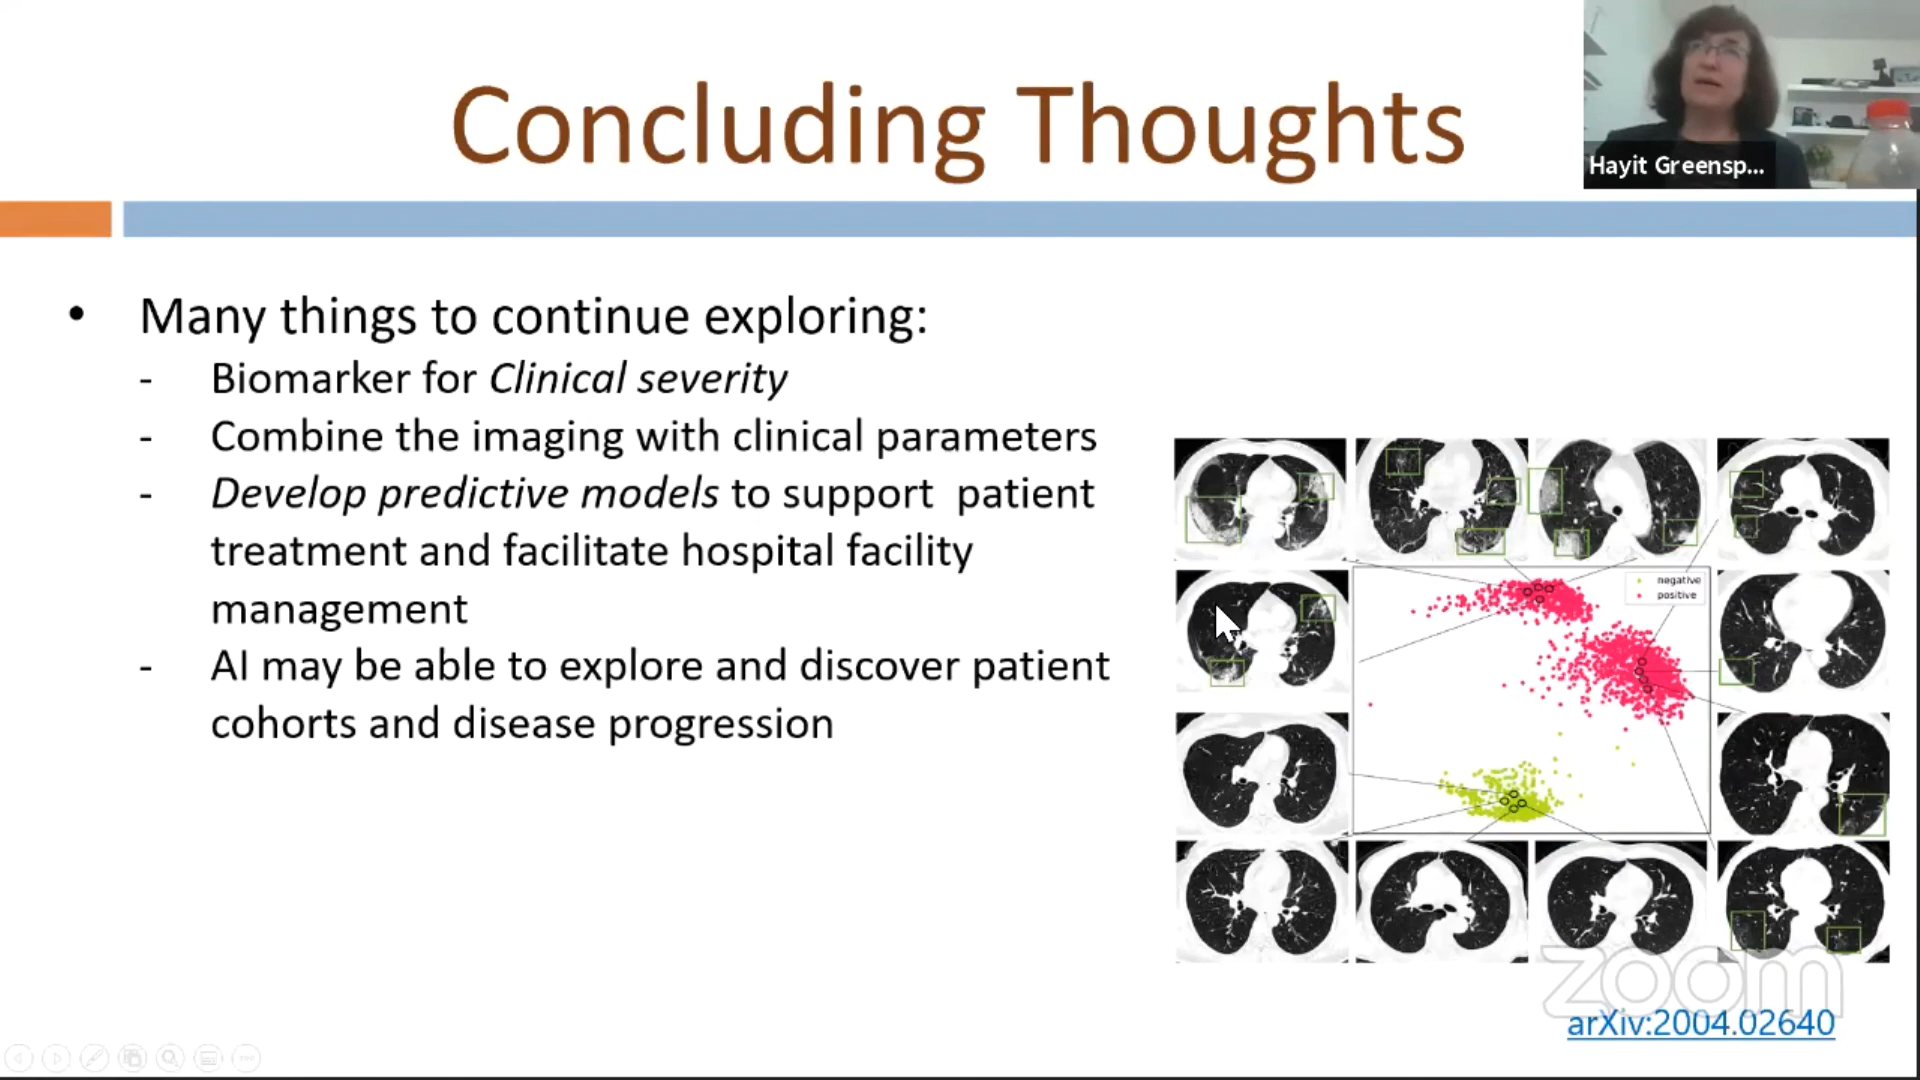 Concluding Thoughts
Hayit Greensp...
• Many things to continue exploring:
- Biomarker for Clinical severity
- Combine the imaging with clinical parameters
- Develop predictive models to support patient
treatment and facilitate hospital facility
management
- AI may be able to explore and discover patient
cohorts and disease progression
negative
positive
zoom
arXiv:2004.02640